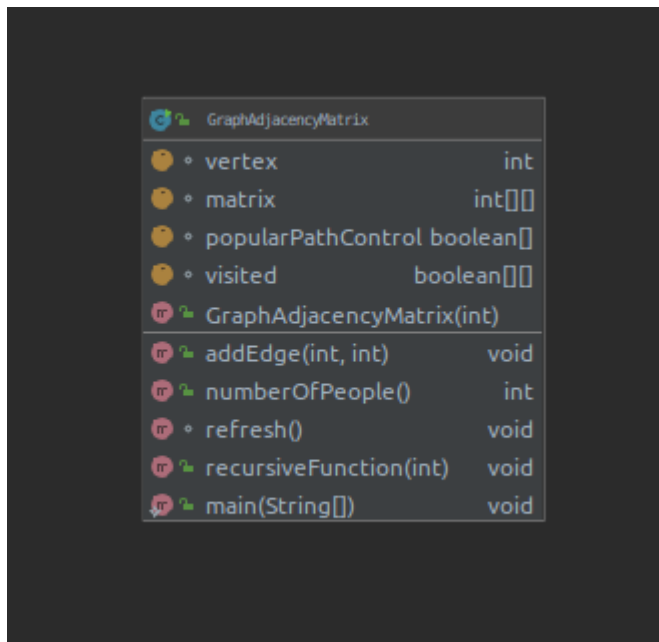 GraphAdjacencyMatrix
vertex int
matrix int[][]
popularPathControl boolean[]
visited boolean[][]
GraphAdjacencyMatrix(int)
addEdge(int, int) void
numberOfPeople() int
refresh() void
recursiveFunction(int) void
main(String[]) void